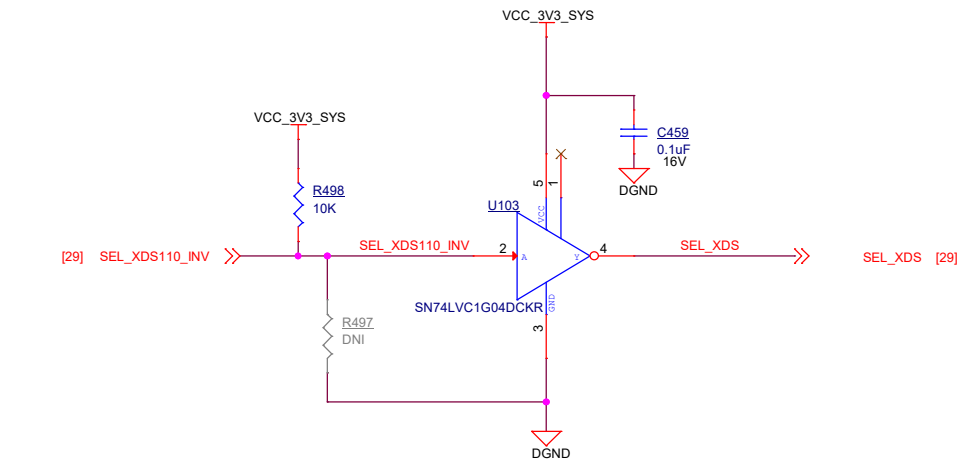 VCC_3V3_SYS
VCC_3V3_SYS
C459
0.1uF
16V
DGND
R498
10K
5
1
VCC
U103
[29] SEL_XDS110_INV
SEL_XDS110_INV
2
A
Y
4
SEL_XDS
SEL_XDS [29]
GND
SN74LVC1G04DCKR
R497
DNI
3
DGND